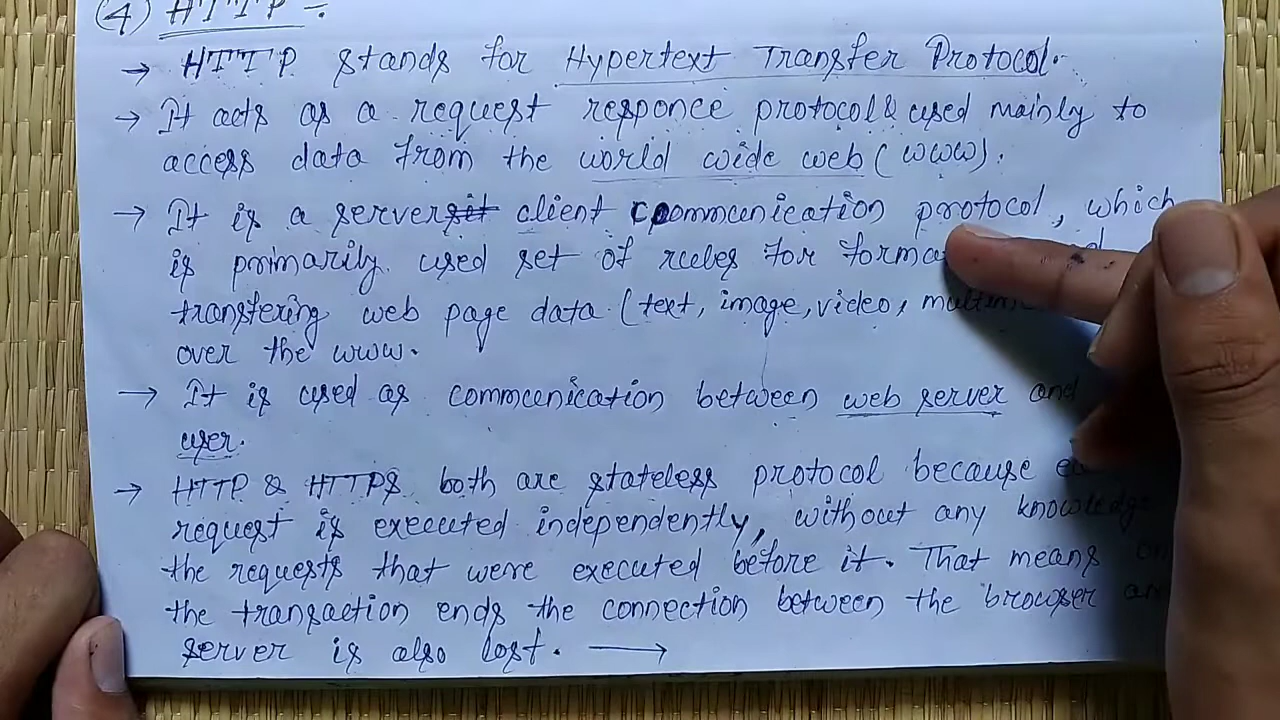 (4) HTTP :-
→ HTTP stands for Hypertext Transfer Protocol.
→ It acts as a request responce protocol & used mainly to
access data from the world wide web (WWW).
→ It is a server client communication protocol, which
is primarily used set of rules for
transfering web page data (text, image, video,
over the www.
→ It is used as communication between web server and
user.
→ HTTP & HTTPS both are stateless protocol because
request is executed independently, without any knowledge
the requests that were executed before it. That means
the transaction ends the connection between the browser
server is also lost. →